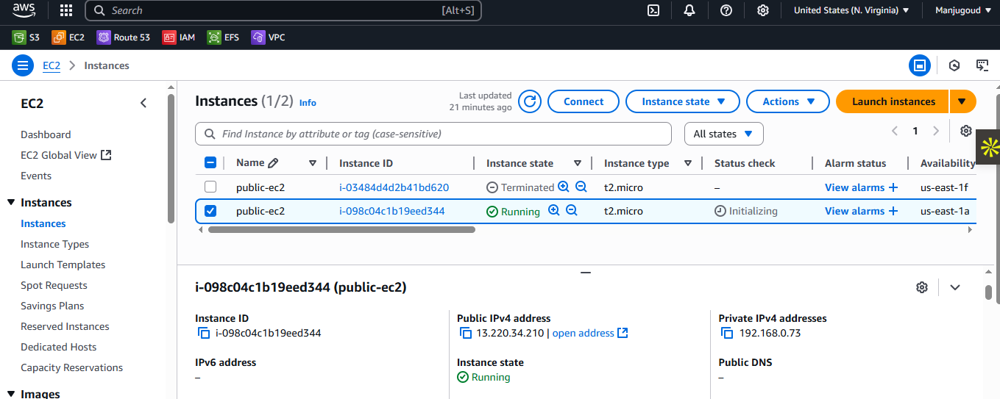 aws Search [Alt+S] United States (N. Virginia) Manjugoud
S3 EC2 Route 53 IAM EFS VPC
EC2 Instances
EC2
Dashboard
EC2 Global View
Events
Instances
Instances
Instance Types
Launch Templates
Spot Requests
Savings Plans
Reserved Instances
Dedicated Hosts
Capacity Reservations
Images
Instances (1/2) Info
Last updated
21 minutes ago
Connect Instance state Actions Launch instances
Find Instance by attribute or tag (case-sensitive) All states 1
Name Instance ID Instance state Instance type Status check Alarm status Availability
public-ec2 i-03484d4d2b41bd620 Terminated t2.micro – View alarms + us-east-1f
public-ec2 i-098c04c1b19eed344 Running t2.micro Initializing View alarms + us-east-1a
i-098c04c1b19eed344 (public-ec2)
Instance ID
i-098c04c1b19eed344
IPv6 address
–
Public IPv4 address
13.220.34.210 | open address
Instance state
Running
Private IPv4 addresses
192.168.0.73
Public DNS
–